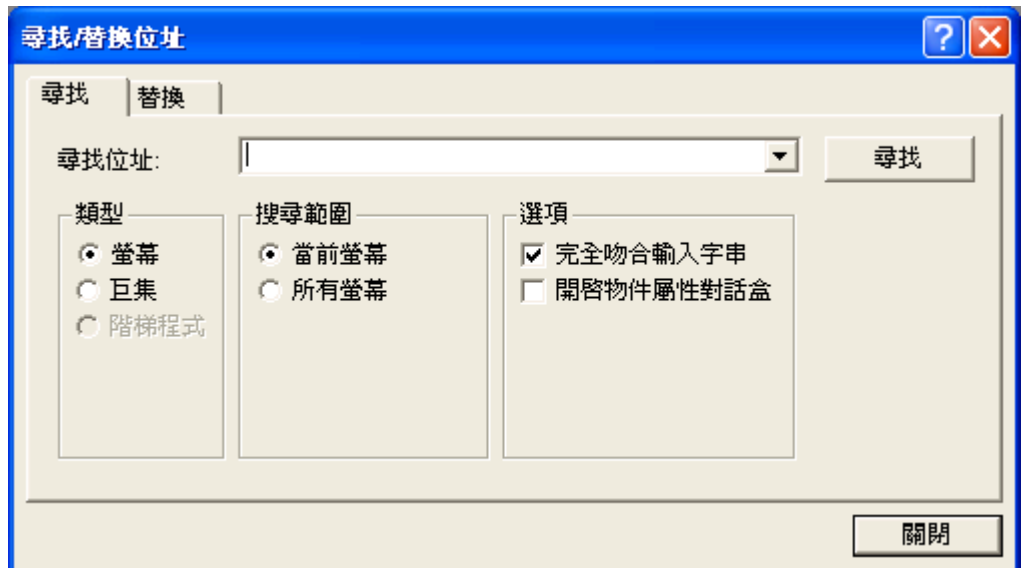 尋找/替換位址
尋找 替換
尋找位址: 尋找
類型 搜尋範圍 選項
螢幕 當前螢幕 完全吻合輸入字串
巨集 所有螢幕 開啓物件屬性對話盒
階梯程式
關閉